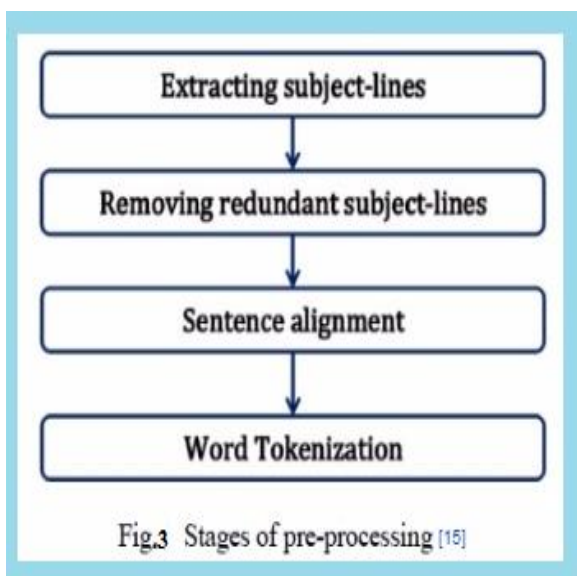 Extracting subject-lines
Removing redundant subject-lines
Sentence alignment
Word Tokenization
Fig.3 Stages of pre-processing [15]